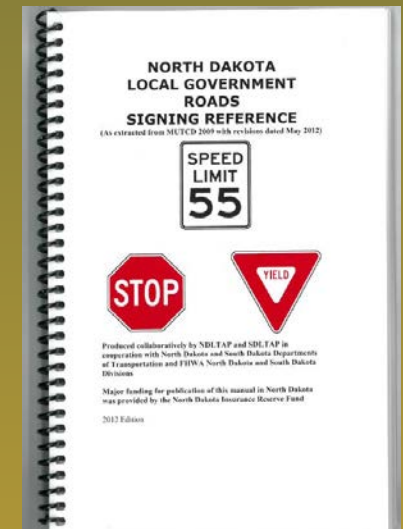 NORTH DAKOTA
LOCAL GOVERNMENT
ROADS
SIGNING REFERENCE
(As extracted from MUTCD 2009 with revisions dated May 2012)
SPEED
LIMIT
55
STOP
YIELD
Produced collaboratively by NDLTAP and SDLTAP in
cooperation with North Dakota and South Dakota Departments
of Transportation and FHWA North Dakota and South Dakota
Divisions
Major funding for publication of this manual in North Dakota
was provided by the North Dakota Insurance Reserve Fund
2012 Edition